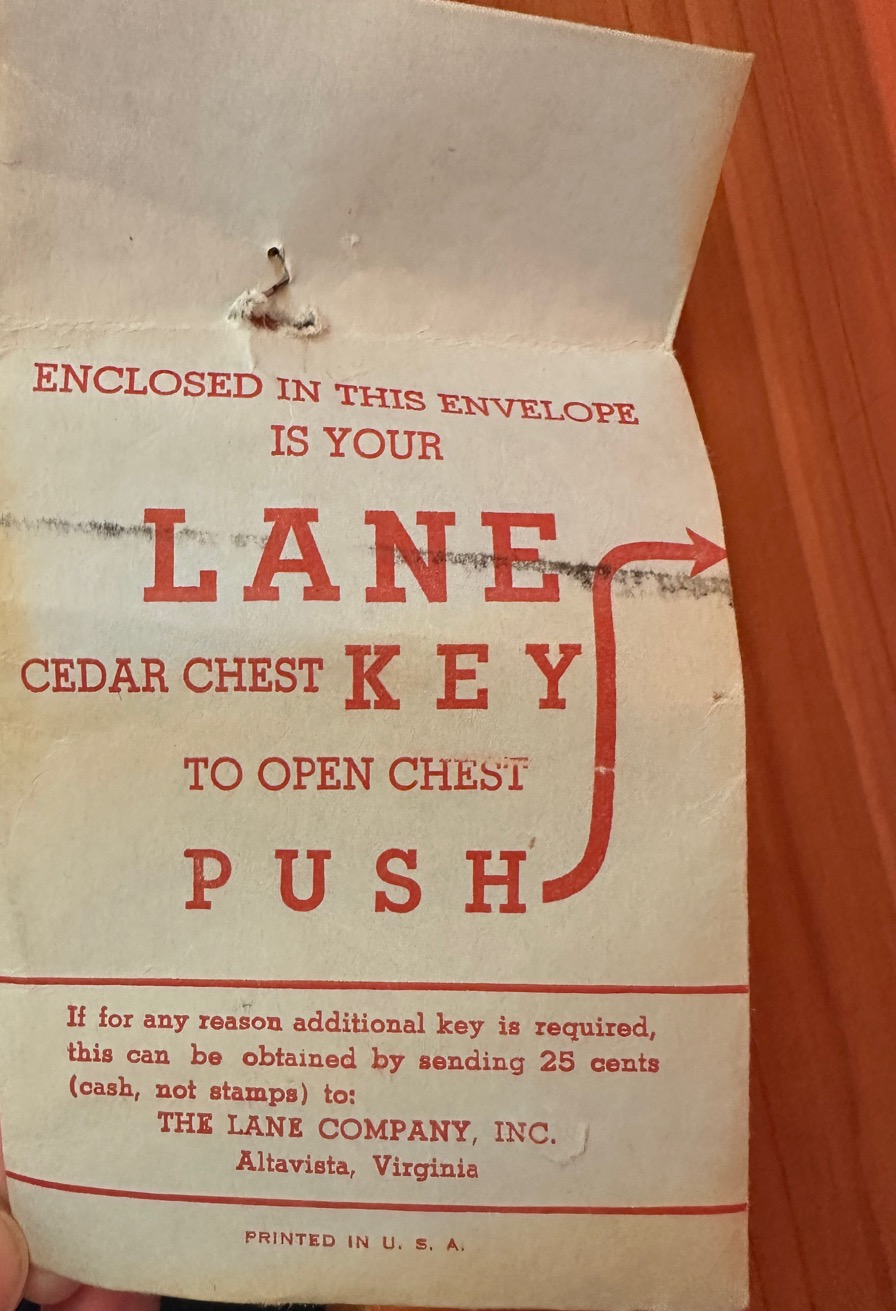 ENCLOSED IN THIS ENVELOPE
IS YOUR
LANE
CEDAR CHEST KEY
TO OPEN CHEST
PUSH
If for any reason additional key is required,
this can be obtained by sending 25 cents
(cash, not stamps) to:
THE LANE COMPANY, INC.
Altavista, Virginia
PRINTED IN U. S. A.